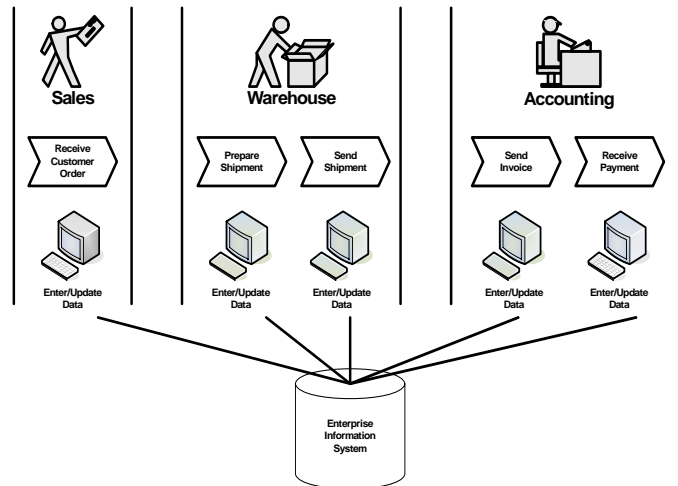 Sales
Warehouse
Accounting
Receive
Customer
Order
Prepare
Shipment
Send
Shipment
Send
Invoice
Receive
Payment
Enter/Update
Data
Enter/Update
Data
Enter/Update
Data
Enter/Update
Data
Enter/Update
Data
Enterprise
Information
System